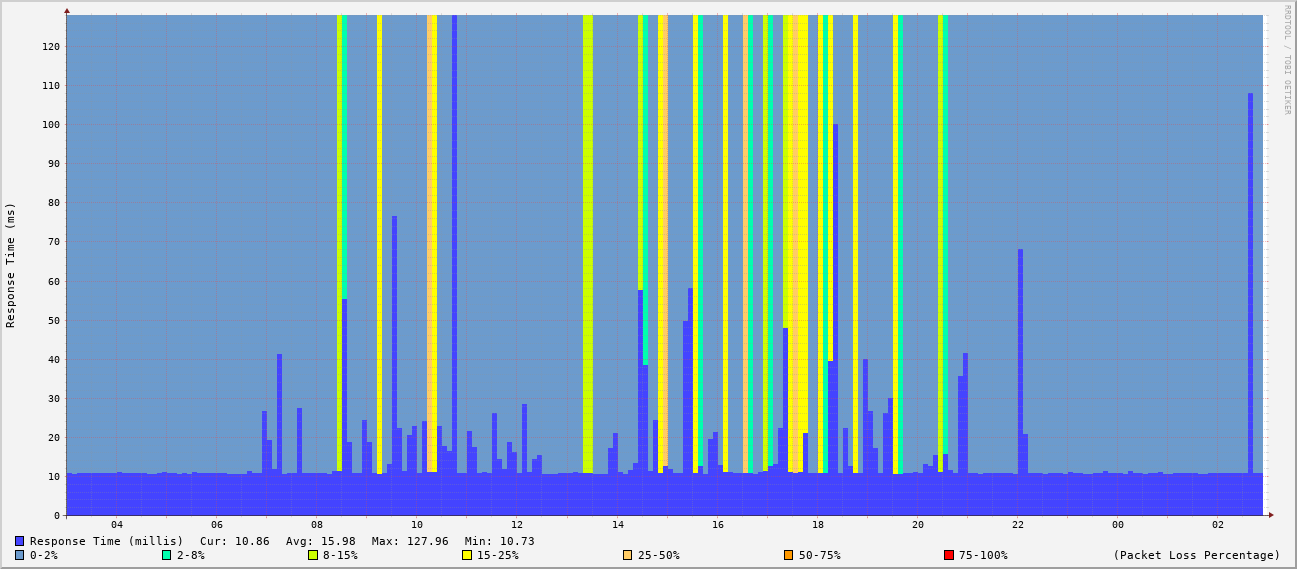 RRDTOOL / TOBI OETIKER
Response Time (ms)
120
110
100
90
80
70
60
50
40
30
20
10
0
04 06 08 10 12 14 16 18 20 22 00 02
Response Time (millis) Cur: 10.86 Avg: 15.98 Max: 127.96 Min: 10.73
0-2% 2-8% 8-15% 15-25% 25-50% 50-75% 75-100% (Packet Loss Percentage)